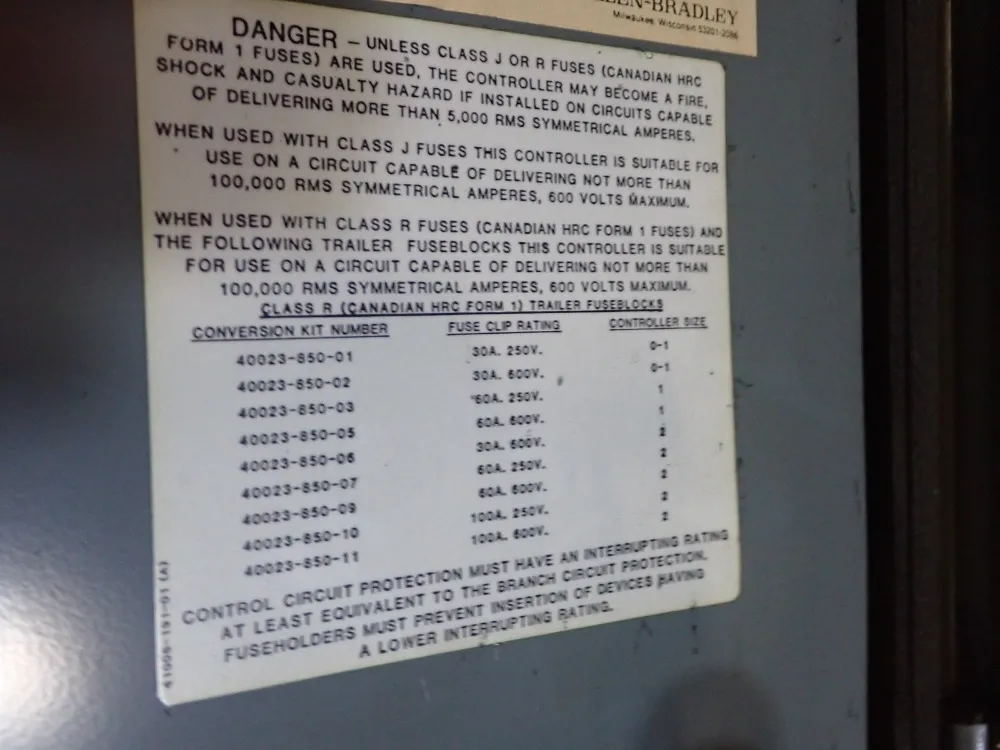 LEN-BRADLEY
Milwaukee, Wisconsin 53201-2086
DANGER – UNLESS CLASS J OR R FUSES (CANADIAN HRC
FORM 1 FUSES) ARE USED, THE CONTROLLER MAY BECOME A FIRE,
SHOCK AND CASUALTY HAZARD IF INSTALLED ON CIRCUITS CAPABLE
OF DELIVERING MORE THAN 5,000 RMS SYMMETRICAL AMPERES.
WHEN USED WITH CLASS J FUSES THIS CONTROLLER IS SUITABLE FOR
USE ON A CIRCUIT CAPABLE OF DELIVERING NOT MORE THAN
100,000 RMS SYMMETRICAL AMPERES, 600 VOLTS MAXIMUM.
WHEN USED WITH CLASS R FUSES (CANADIAN HRC FORM 1 FUSES) AND
THE FOLLOWING TRAILER FUSEBLOCKS THIS CONTROLLER IS SUITABLE
FOR USE ON A CIRCUIT CAPABLE OF DELIVERING NOT MORE THAN
100,000 RMS SYMMETRICAL AMPERES, 600 VOLTS MAXIMUM.
CLASS R (CANADIAN HRC FORM 1) TRAILER FUSEBLOCKS
CONVERSION KIT NUMBER FUSE CLIP RATING CONTROLLER SIZE
40023-850-01 30A. 250V. 0-1
40023-850-02 30A. 600V. 0-1
40023-850-03 60A. 250V. 1
40023-850-05 60A. 600V. 1
40023-850-06 30A. 600V. 2
40023-850-07 60A. 250V. 2
40023-850-09 60A. 600V. 2
40023-850-10 100A. 250V. 2
40023-850-11 100A. 600V. 2
CONTROL CIRCUIT PROTECTION MUST HAVE AN INTERRUPTING RATING
AT LEAST EQUIVALENT TO THE BRANCH CIRCUIT PROTECTION.
FUSEHOLDERS MUST PREVENT INSERTION OF DEVICES HAVING
A LOWER INTERRUPTING RATING.
41006-191-01 (A)